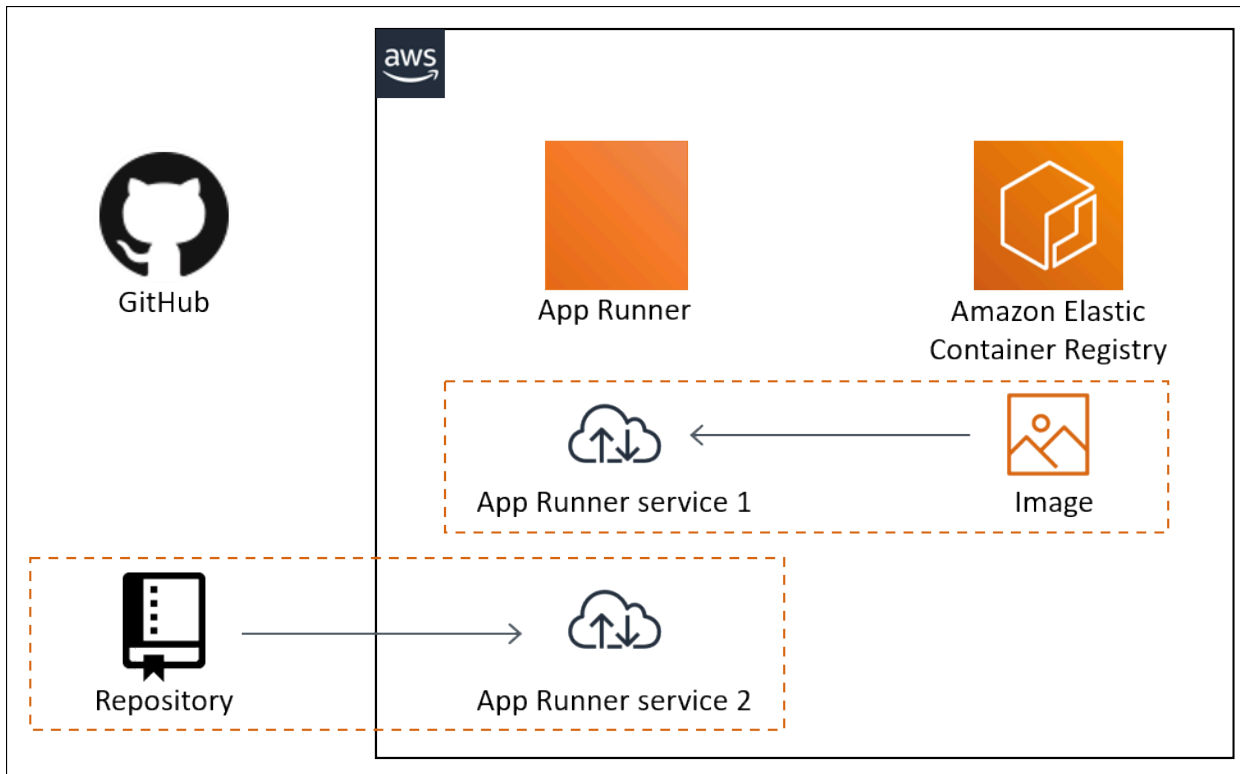 aws
GitHub
App Runner
Amazon Elastic
Container Registry
App Runner service 1
Image
Repository
App Runner service 2